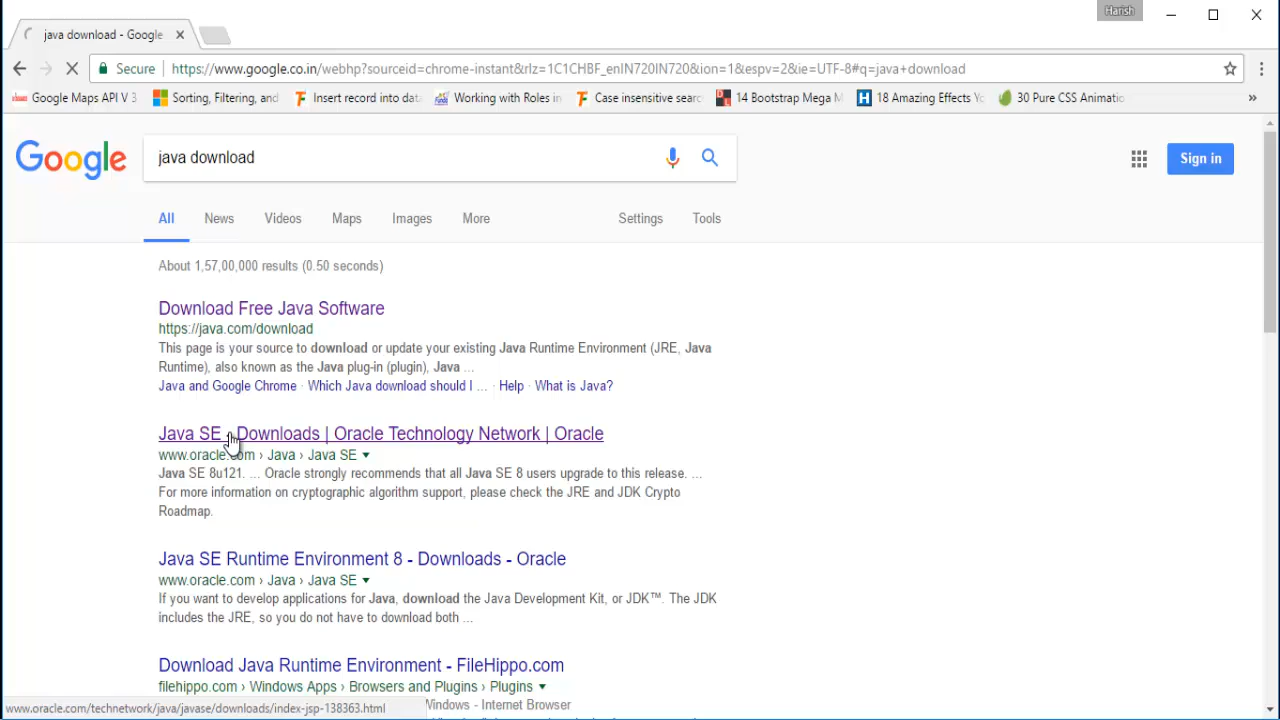 Harish
java download - Google
Secure https://www.google.co.in/webhp?sourceid=chrome-instant&rlz=1C1CHBF_enIN720IN720&ion=1&espv=2&ie=UTF-8#q=java+download
Google Maps API V 3 Sorting, Filtering, and Insert record into data Working with Roles in Case insensitive sear 14 Bootstrap Mega M 18 Amazing Effects Yo 30 Pure CSS Animatio »
Google java download Sign in
All News Videos Maps Images More Settings Tools
About 1,57,00,000 results (0.50 seconds)
Download Free Java Software
https://java.com/download
This page is your source to download or update your existing Java Runtime Environment (JRE, Java
Runtime), also known as the Java plug-in (plugin), Java ...
Java and Google Chrome · Which Java download should I ... · Help · What is Java?
Java SE - Downloads | Oracle Technology Network | Oracle
www.oracle.com › Java › Java SE
Java SE 8u121. ... Oracle strongly recommends that all Java SE 8 users upgrade to this release. ...
For more information on cryptographic algorithm support, please check the JRE and JDK Crypto
Roadmap.
Java SE Runtime Environment 8 - Downloads - Oracle
www.oracle.com › Java › Java SE
If you want to develop applications for Java, download the Java Development Kit, or JDK™. The JDK
includes the JRE, so you do not have to download both ...
Download Java Runtime Environment - FileHippo.com
filehippo.com › Windows Apps › Browsers and Plugins › Plugins
Windows - Internet Browser
www.oracle.com/technetwork/java/javase/downloads/index-jsp-138363.html